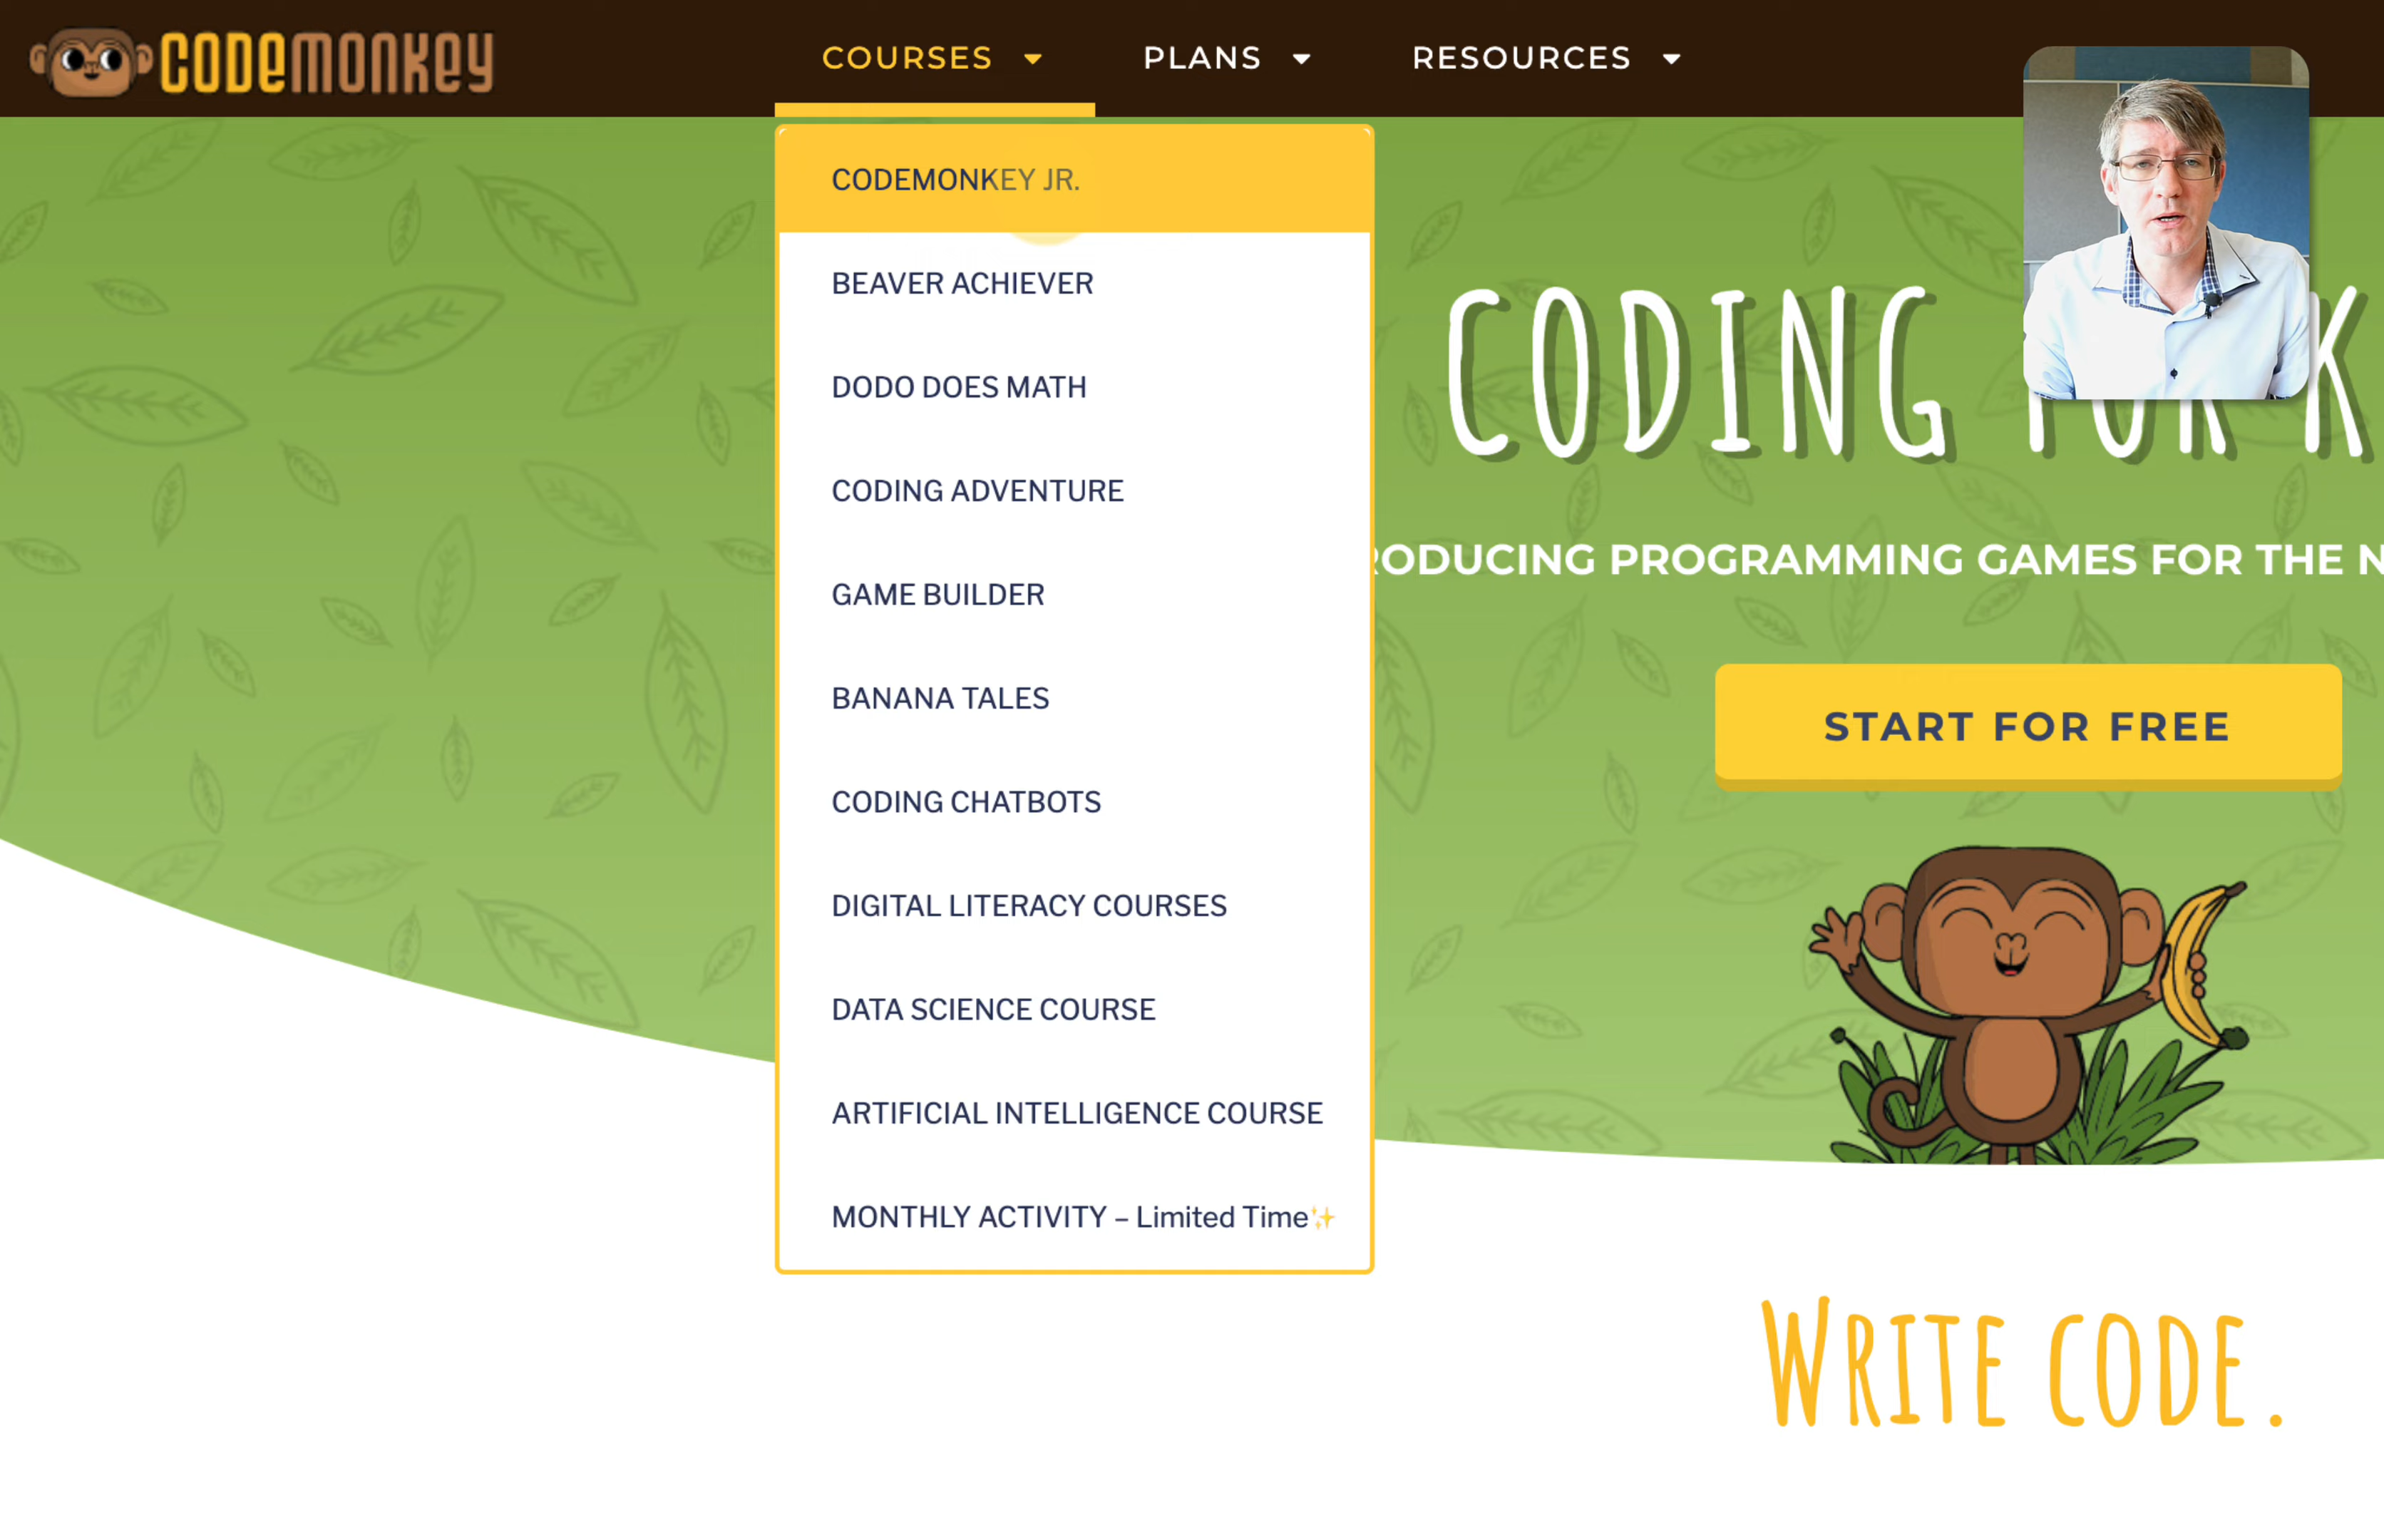 codemonkey
COURSES
PLANS
RESOURCES
CODEMONKEY JR.
BEAVER ACHIEVER
DODO DOES MATH
CODING ADVENTURE
GAME BUILDER
BANANA TALES
CODING CHATBOTS
DIGITAL LITERACY COURSES
DATA SCIENCE COURSE
ARTIFICIAL INTELLIGENCE COURSE
MONTHLY ACTIVITY – Limited Time✨
CODING FOR K
RODUCING PROGRAMMING GAMES FOR THE N
START FOR FREE
WRITE CODE.